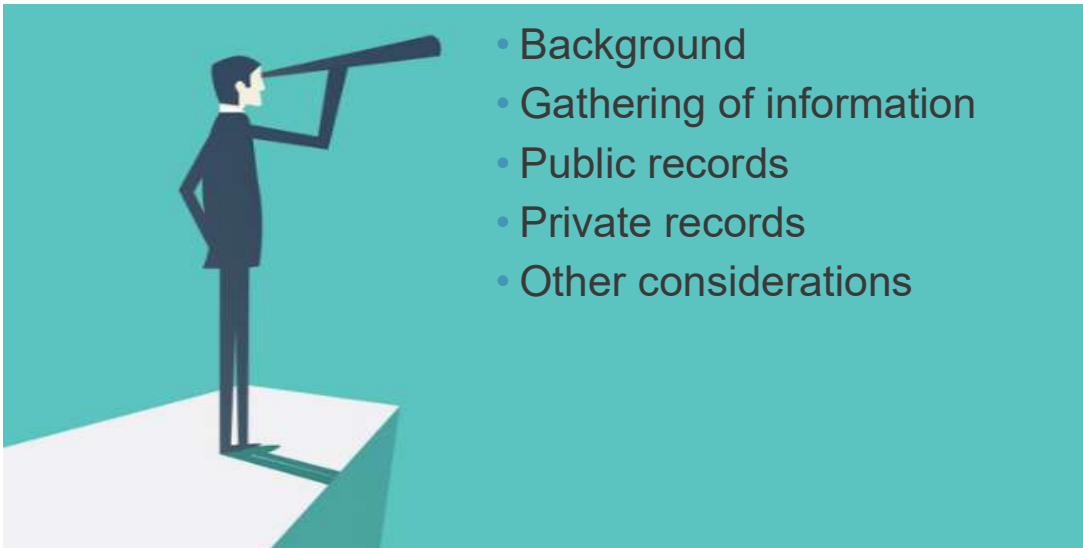 • Background
• Gathering of information
• Public records
• Private records
• Other considerations